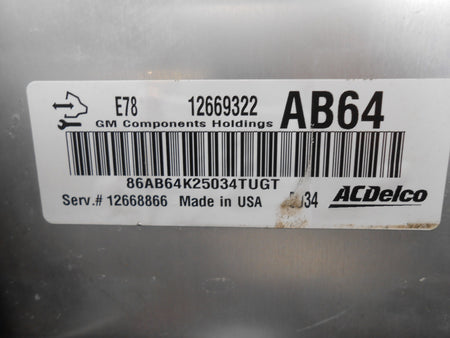 E78 12669322 AB64
GM Components Holdings
86AB64K25034TUGT
Serv.# 12668866 Made in USA ACDelco